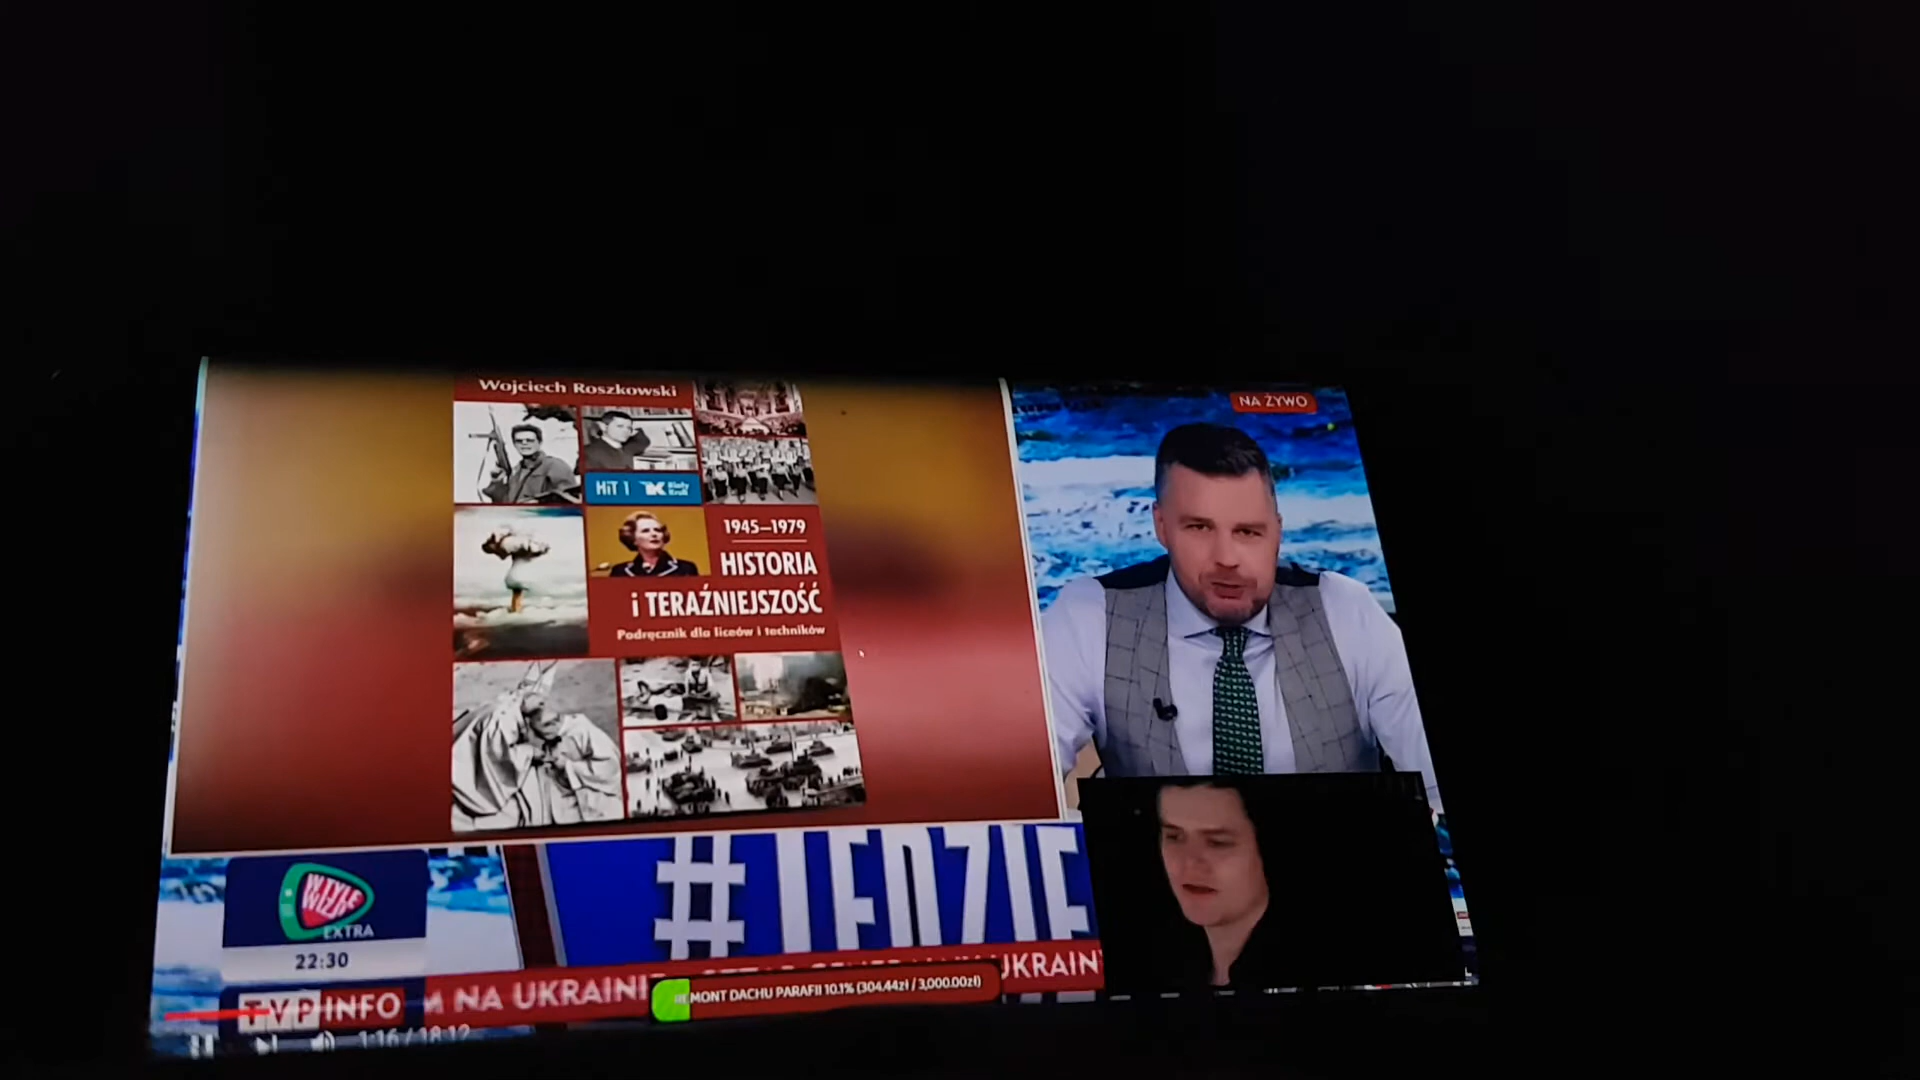 Wojciech Roszkowski
NA ŻYWO
HiT 1
Biały Kruk
1945–1979
HISTORIA
i TERAŹNIEJSZOŚĆ
Podręcznik dla liceów i techników
W TYLE WIZJI
EXTRA
22:30
TVP INFO
M NA UKRAINIE
UKRAIN
MONT DACHU PARAFII 10.1% (304.44zł / 3,000.00zł)
1:16 / 18:12